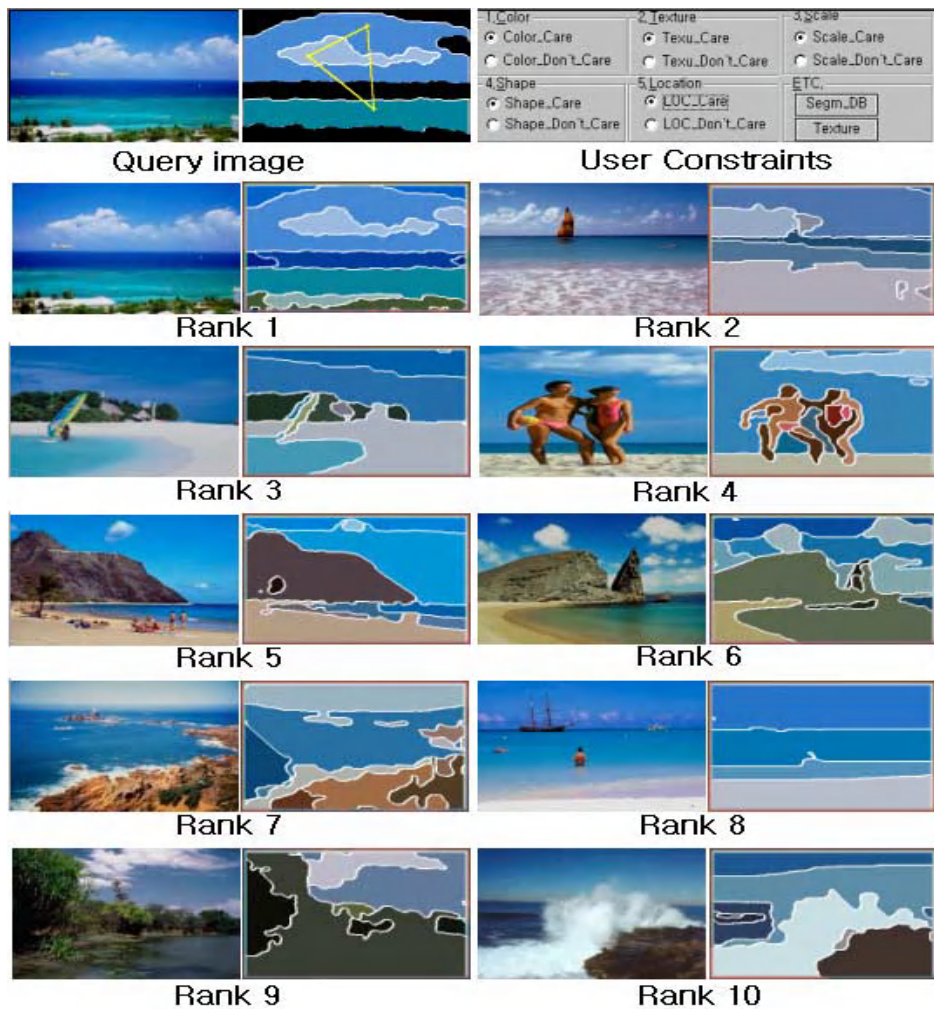 1,Color
2,Texture
3,Scale
Color_Care
Texu_Care
Scale_Care
Color_Don't_Care
Texu_Don't_Care
Scale_Don't_Care
4,Shape
5,Location
ETC,
Shape_Care
LOC_Care
Segm_DB
Shape_Don't_Care
LOC_Don't_Care
Texture
Query image
User Constraints
Rank 1
Rank 2
Rank 3
Rank 4
Rank 5
Rank 6
Rank 7
Rank 8
Rank 9
Rank 10